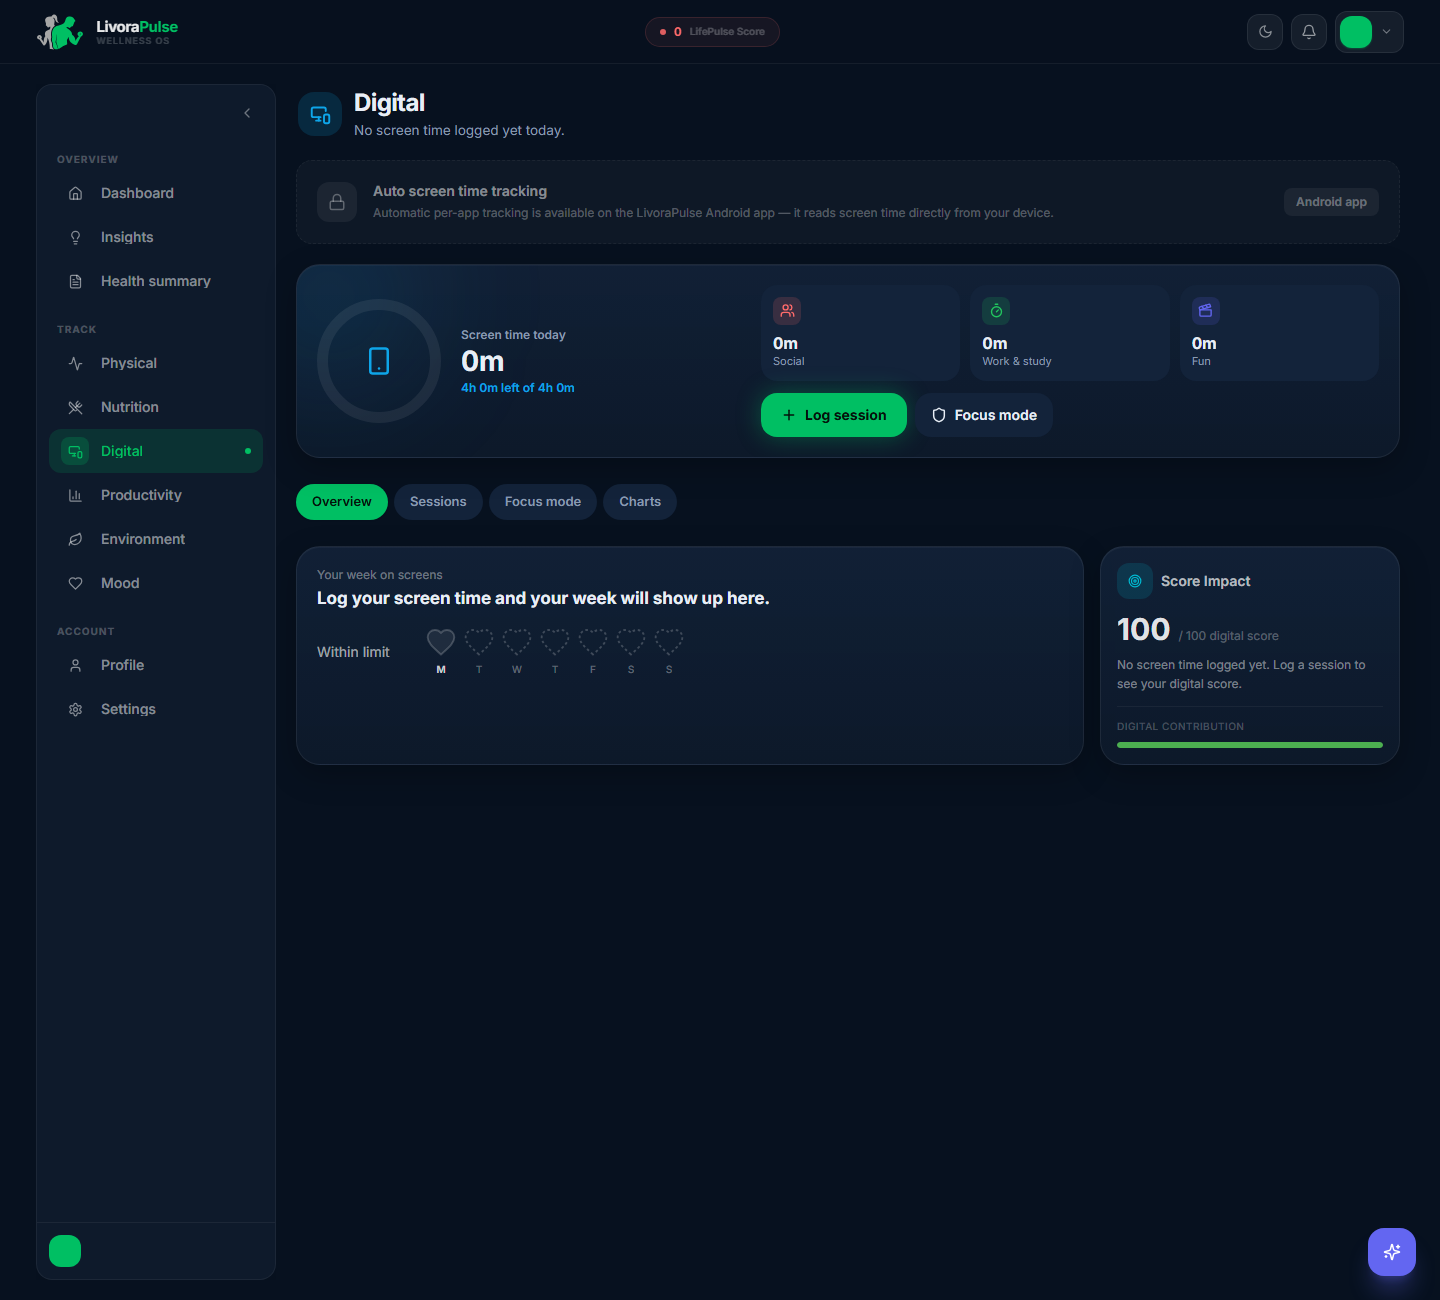 LivoraPulse
WELLNESS OS
0 LifePulse Score
OVERVIEW
Dashboard
Insights
Health summary
TRACK
Physical
Nutrition
Digital
Productivity
Environment
Mood
ACCOUNT
Profile
Settings
Digital
No screen time logged yet today.
Auto screen time tracking
Automatic per-app tracking is available on the LivoraPulse Android app — it reads screen time directly from your device.
Android app
Screen time today
0m
4h 0m left of 4h 0m
0m
Social
0m
Work & study
0m
Fun
Log session
Focus mode
Overview
Sessions
Focus mode
Charts
Your week on screens
Log your screen time and your week will show up here.
Within limit
M T W T F S S
Score Impact
100 / 100 digital score
No screen time logged yet. Log a session to
see your digital score.
DIGITAL CONTRIBUTION